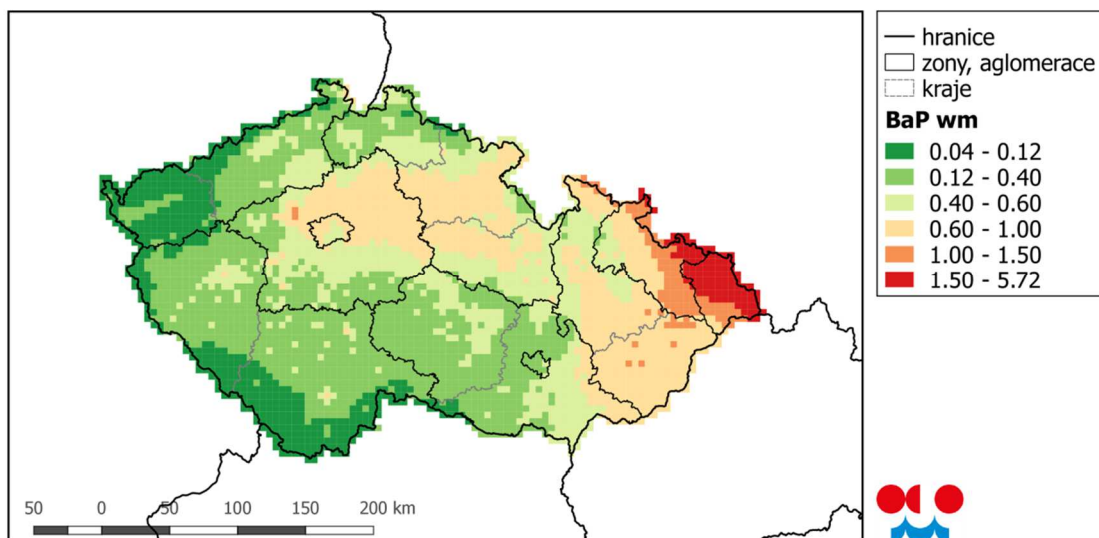 hranice
zony, aglomerace
kraje
BaP wm
0.04 - 0.12
0.12 - 0.40
0.40 - 0.60
0.60 - 1.00
1.00 - 1.50
1.50 - 5.72
50 0 50 100 150 200 km